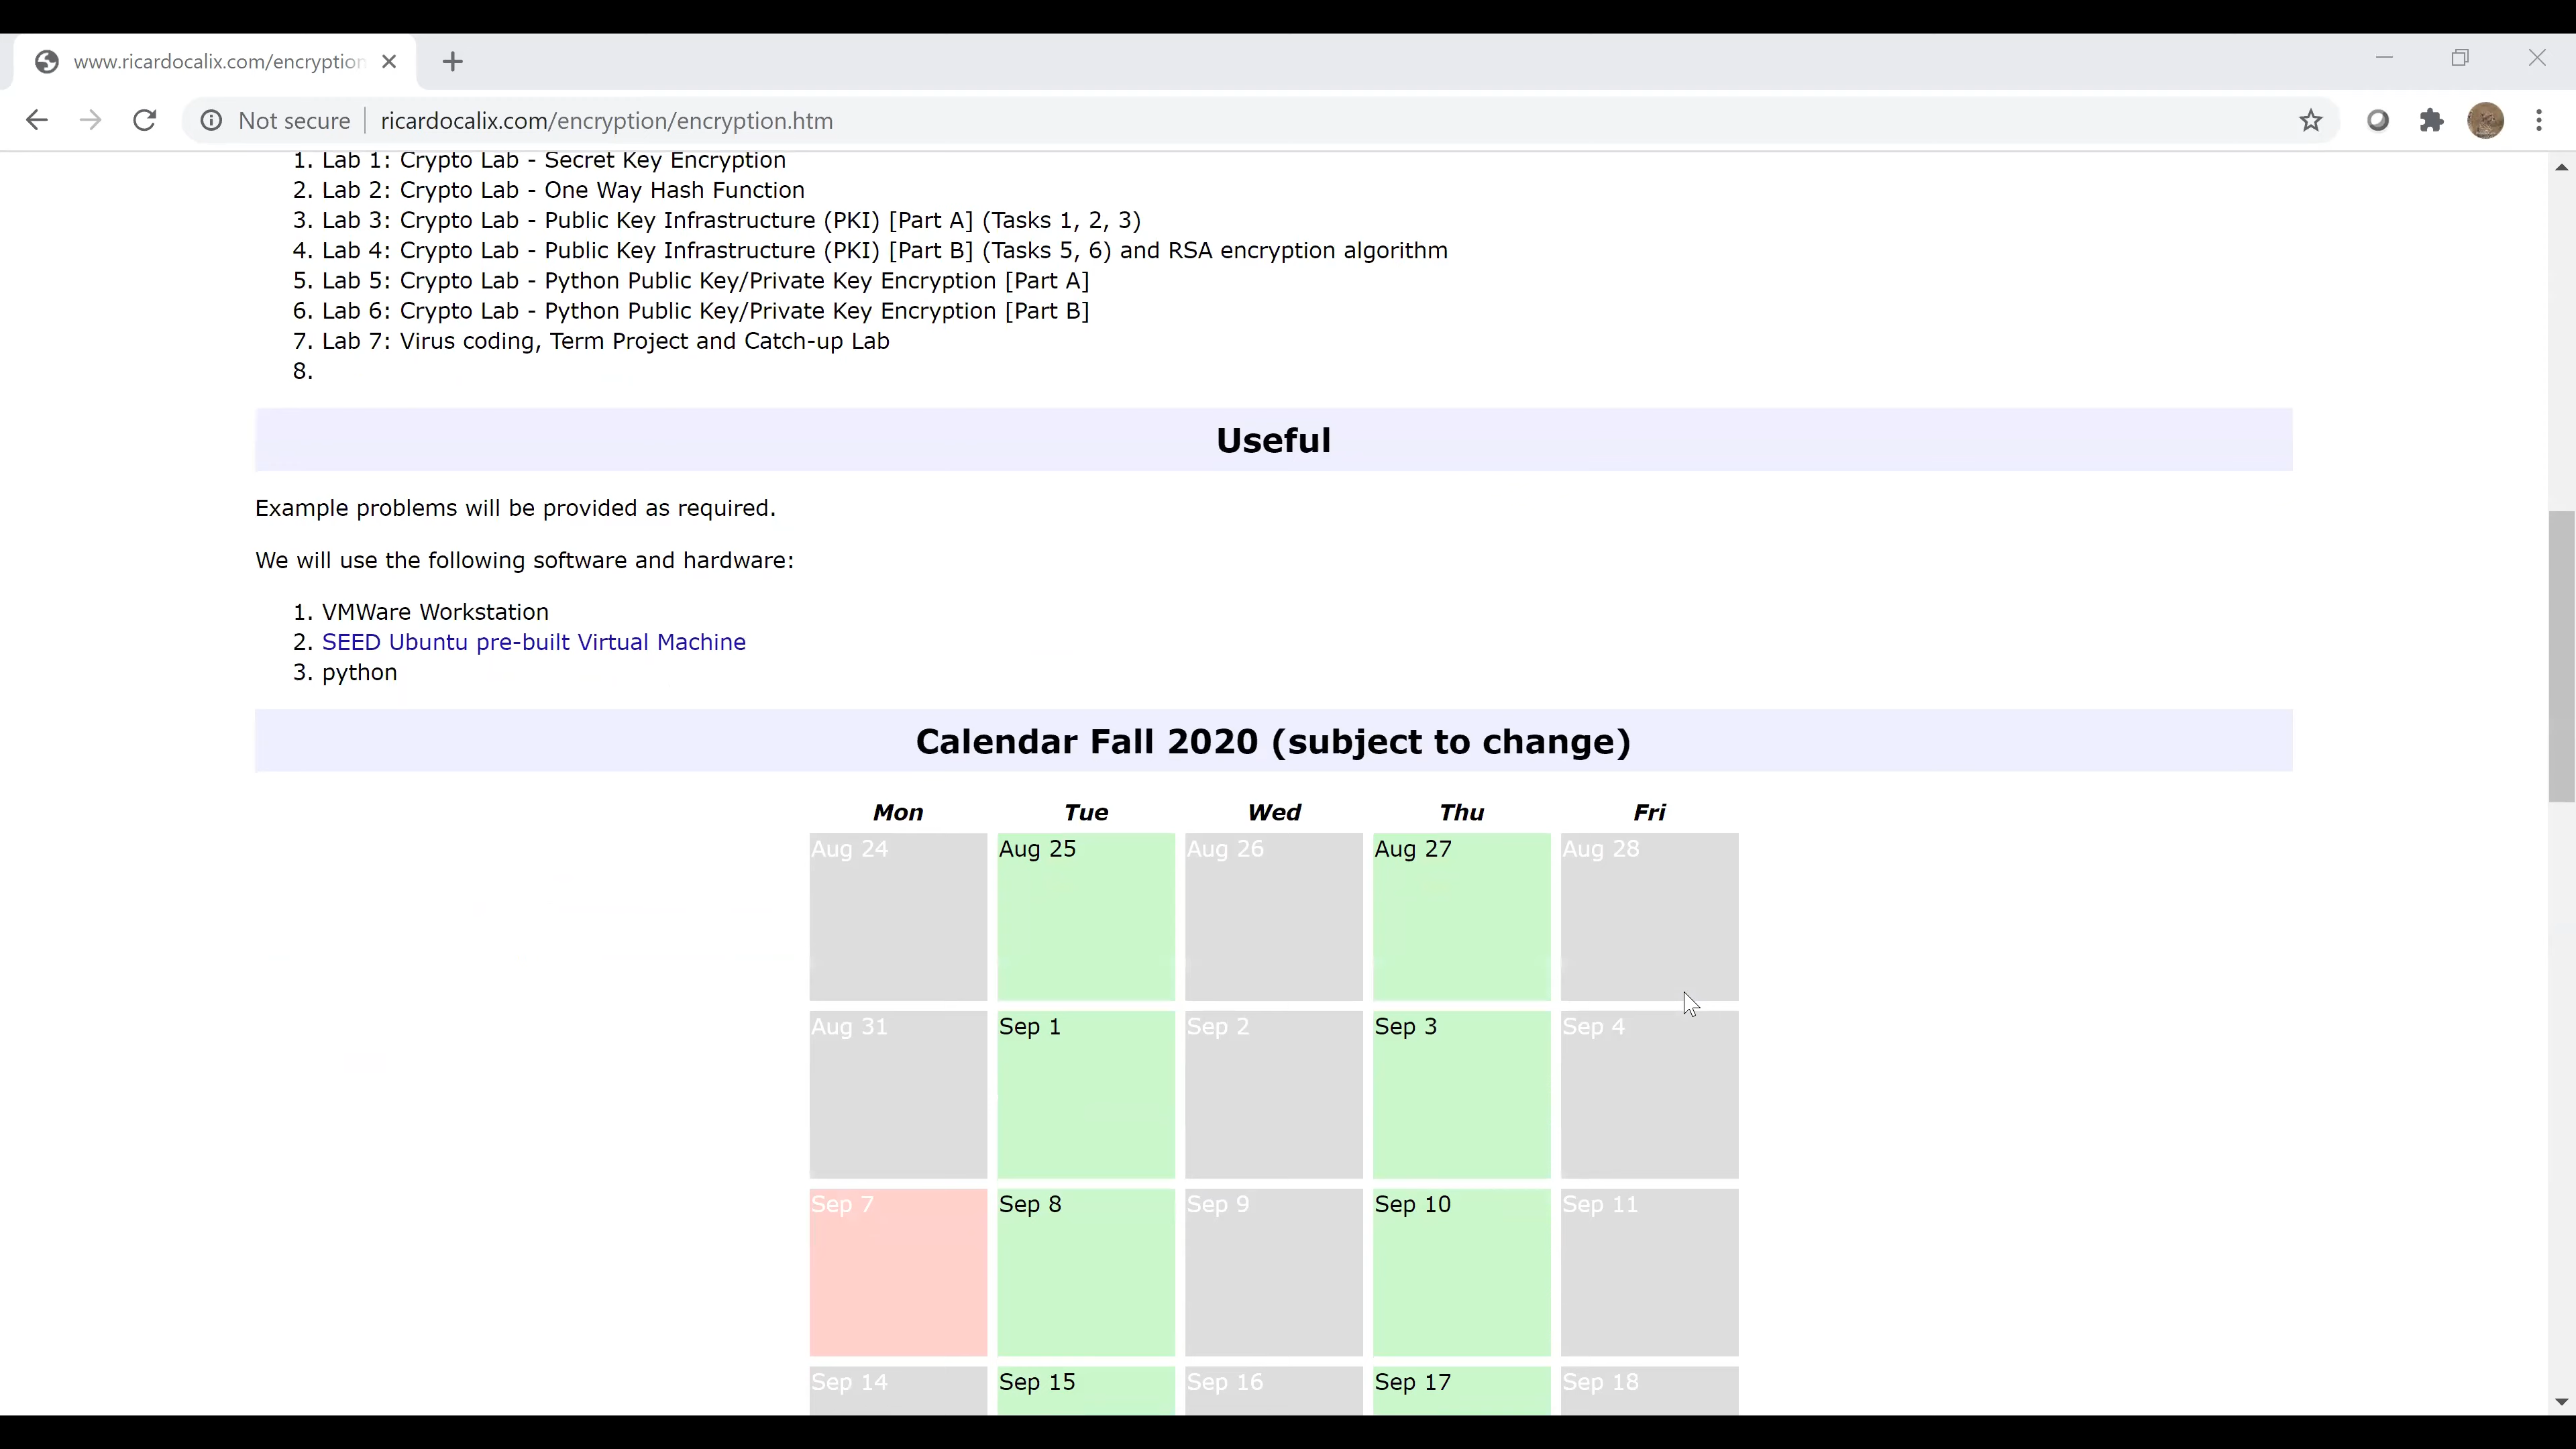 www.ricardocalix.com/encryption
Not secure
ricardocalix.com/encryption/encryption.htm
1. Lab 1: Crypto Lab - Secret Key Encryption
2. Lab 2: Crypto Lab - One Way Hash Function
3. Lab 3: Crypto Lab - Public Key Infrastructure (PKI) [Part A] (Tasks 1, 2, 3)
4. Lab 4: Crypto Lab - Public Key Infrastructure (PKI) [Part B] (Tasks 5, 6) and RSA encryption algorithm
5. Lab 5: Crypto Lab - Python Public Key/Private Key Encryption [Part A]
6. Lab 6: Crypto Lab - Python Public Key/Private Key Encryption [Part B]
7. Lab 7: Virus coding, Term Project and Catch-up Lab
8.
Useful
Example problems will be provided as required.
We will use the following software and hardware:
1. VMWare Workstation
2. SEED Ubuntu pre-built Virtual Machine
3. python
Calendar Fall 2020 (subject to change)
Mon Tue Wed Thu Fri
Aug 24 Aug 25 Aug 26 Aug 27 Aug 28
Aug 31 Sep 1 Sep 2 Sep 3 Sep 4
Sep 7 Sep 8 Sep 9 Sep 10 Sep 11
Sep 14 Sep 15 Sep 16 Sep 17 Sep 18